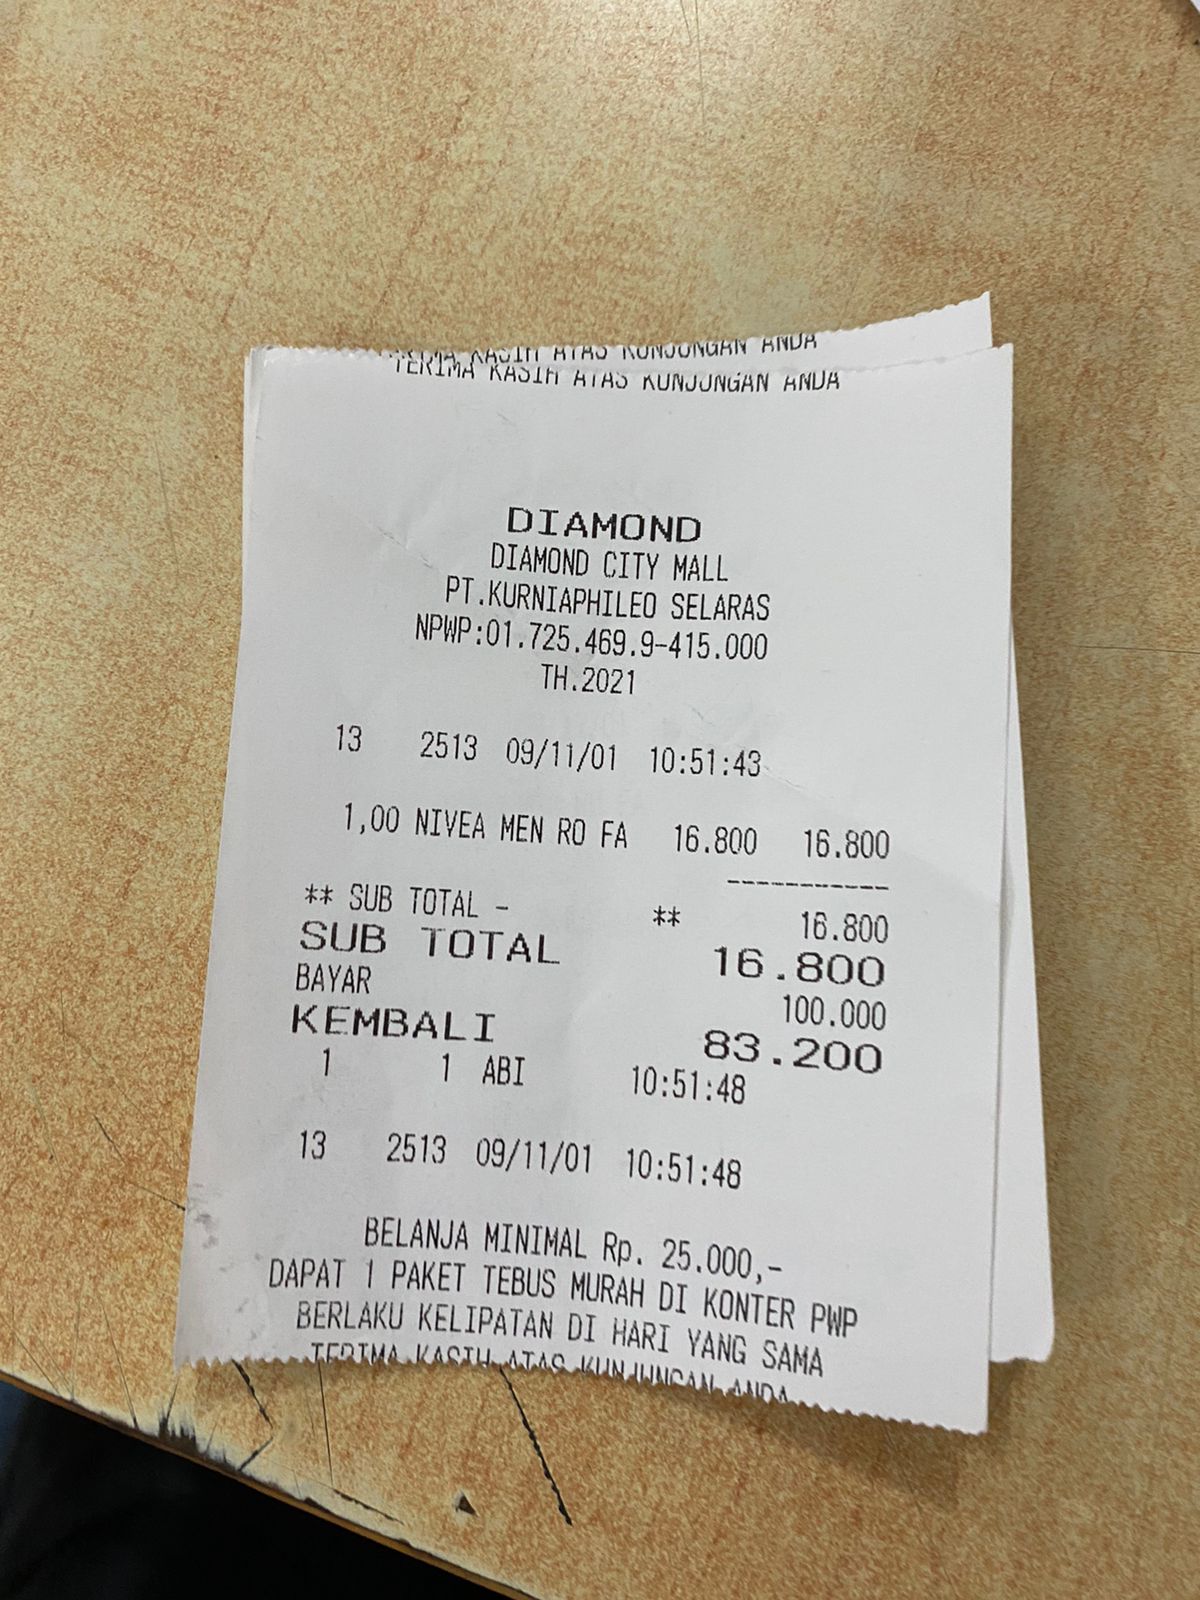 TERIMA KASIH ATAS KUNJUNGAN ANDA
TERIMA KASIH ATAS KUNJUNGAN ANDA
DIAMOND
DIAMOND CITY MALL
PT.KURNIAPHILEO SELARAS
NPWP:01.725.469.9-415.000
TH.2021
13 2513 09/11/01 10:51:43
1,00 NIVEA MEN RO FA 16.800 16.800
-----------
** SUB TOTAL - ** 16.800
SUB TOTAL 16.800
BAYAR 100.000
KEMBALI 83.200
1 1 ABI 10:51:48
13 2513 09/11/01 10:51:48
BELANJA MINIMAL Rp. 25.000,-
DAPAT 1 PAKET TEBUS MURAH DI KONTER PWP
BERLAKU KELIPATAN DI HARI YANG SAMA
TERIMA KASIH ATAS KUNJUNGAN ANDA